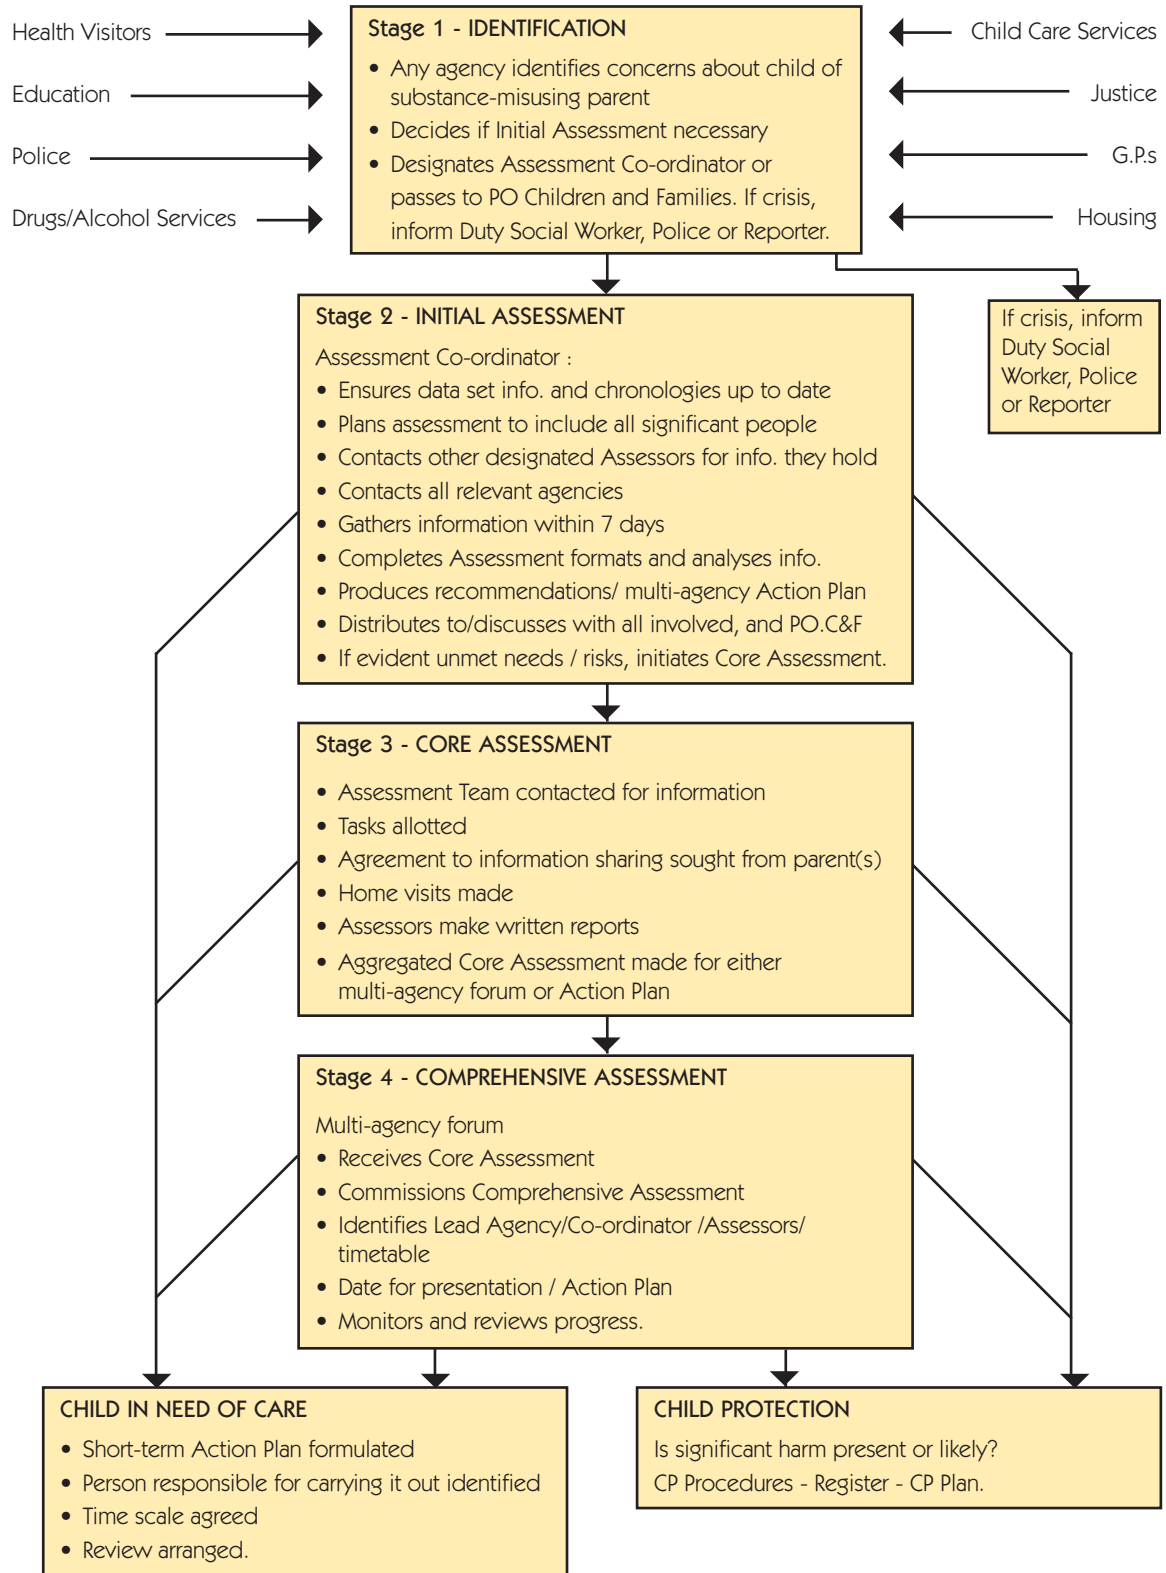 Health Visitors
Education
Police
Drugs/Alcohol Services
Stage 1 - IDENTIFICATION
• Any agency identifies concerns about child of
substance-misusing parent
• Decides if Initial Assessment necessary
• Designates Assessment Co-ordinator or
passes to PO Children and Families. If crisis,
inform Duty Social Worker, Police or Reporter.
Child Care Services
Justice
G.P.s
Housing
If crisis, inform
Duty Social
Worker, Police
or Reporter
Stage 2 - INITIAL ASSESSMENT
Assessment Co-ordinator :
• Ensures data set info. and chronologies up to date
• Plans assessment to include all significant people
• Contacts other designated Assessors for info. they hold
• Contacts all relevant agencies
• Gathers information within 7 days
• Completes Assessment formats and analyses info.
• Produces recommendations/ multi-agency Action Plan
• Distributes to/discusses with all involved, and PO.C&F
• If evident unmet needs / risks, initiates Core Assessment.
Stage 3 - CORE ASSESSMENT
• Assessment Team contacted for information
• Tasks allotted
• Agreement to information sharing sought from parent(s)
• Home visits made
• Assessors make written reports
• Aggregated Core Assessment made for either
multi-agency forum or Action Plan
Stage 4 - COMPREHENSIVE ASSESSMENT
Multi-agency forum
• Receives Core Assessment
• Commissions Comprehensive Assessment
• Identifies Lead Agency/Co-ordinator /Assessors/
timetable
• Date for presentation / Action Plan
• Monitors and reviews progress.
CHILD IN NEED OF CARE
• Short-term Action Plan formulated
• Person responsible for carrying it out identified
• Time scale agreed
• Review arranged.
CHILD PROTECTION
Is significant harm present or likely?
CP Procedures - Register - CP Plan.